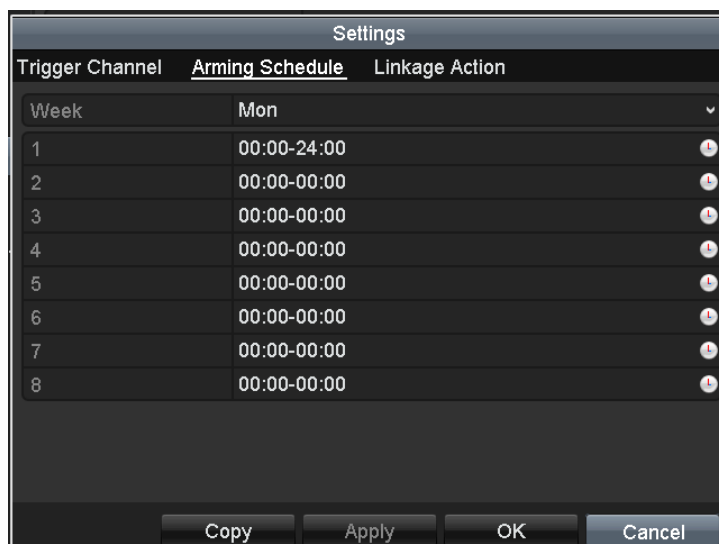 Settings
Trigger Channel Arming Schedule Linkage Action
Week Mon
1 00:00-24:00
2 00:00-00:00
3 00:00-00:00
4 00:00-00:00
5 00:00-00:00
6 00:00-00:00
7 00:00-00:00
8 00:00-00:00
Copy Apply OK Cancel